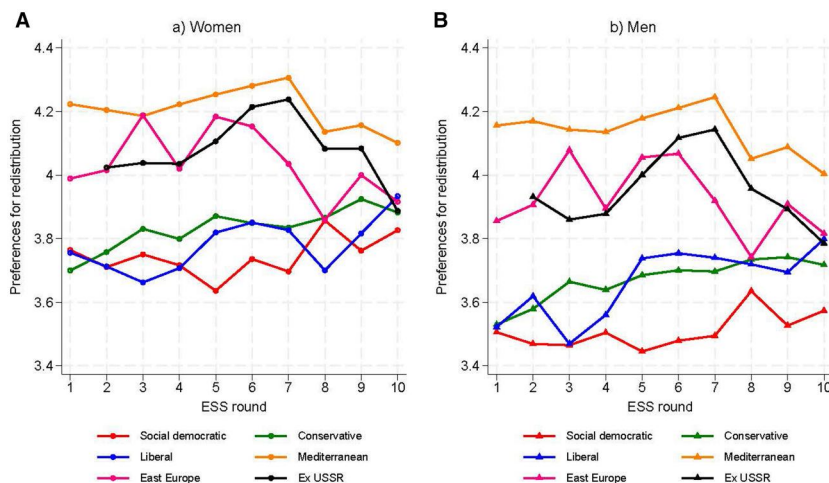 A
a) Women
Preferences for redistribution
4.4
4.2
4
3.8
3.6
3.4
1 2 3 4 5 6 7 8 9 10
ESS round
Social democratic
Conservative
Liberal
Mediterranean
East Europe
Ex USSR
B
b) Men
Preferences for redistribution
4.4
4.2
4
3.8
3.6
3.4
1 2 3 4 5 6 7 8 9 10
ESS round
Social democratic
Conservative
Liberal
Mediterranean
East Europe
Ex USSR